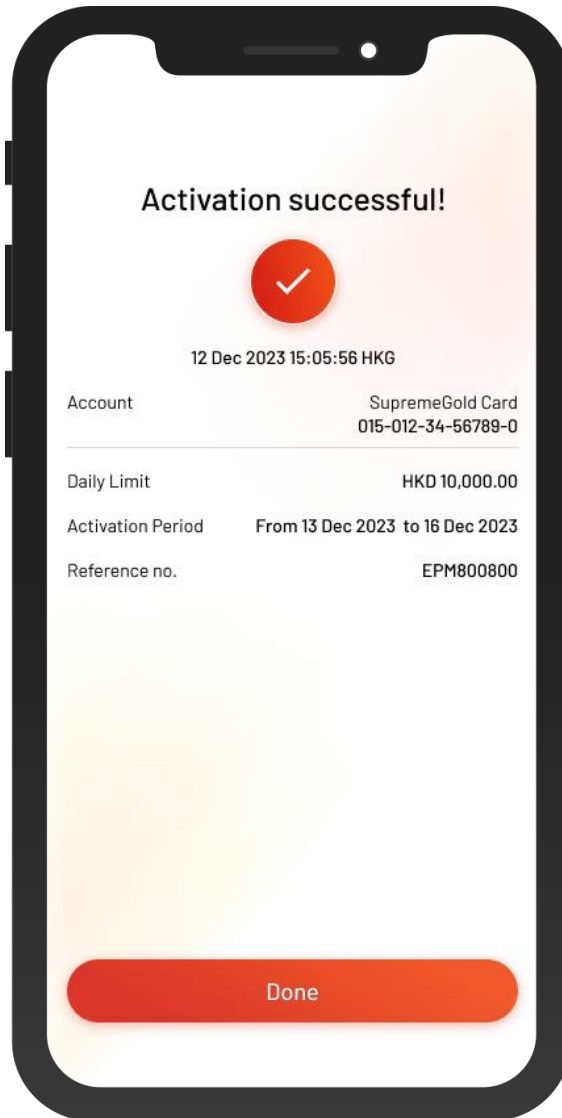 Activation successful!
12 Dec 2023 15:05:56 HKG
Account SupremeGold Card
015-012-34-56789-0
Daily Limit HKD 10,000.00
Activation Period From 13 Dec 2023 to 16 Dec 2023
Reference no. EPM800800
Done